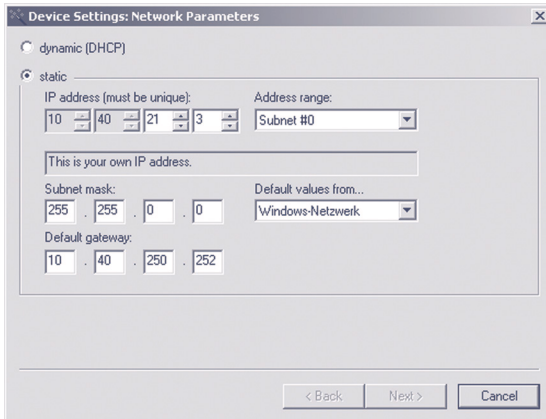 Device Settings: Network Parameters
dynamic (DHCP)
static
IP address (must be unique): Address range:
10 40 21 3 Subnet #0
This is your own IP address.
Subnet mask: Default values from...
255 . 255 . 0 . 0 Windows-Netzwerk
Default gateway:
10 . 40 . 250 . 252
< Back Next > Cancel